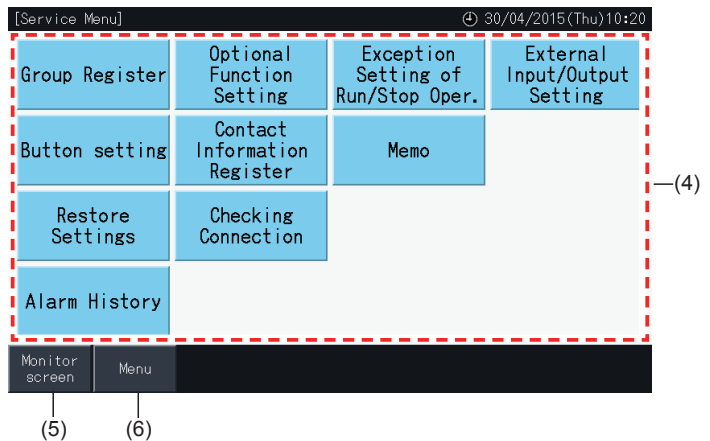 [Service Menu] 30/04/2015(Thu)10:20
Group Register
Optional
Function
Setting
Exception
Setting of
Run/Stop Oper.
External
Input/Output
Setting
Button setting
Contact
Information
Register
Memo
(4)
Restore
Settings
Checking
Connection
Alarm History
Monitor
screen
Menu
(5)
(6)